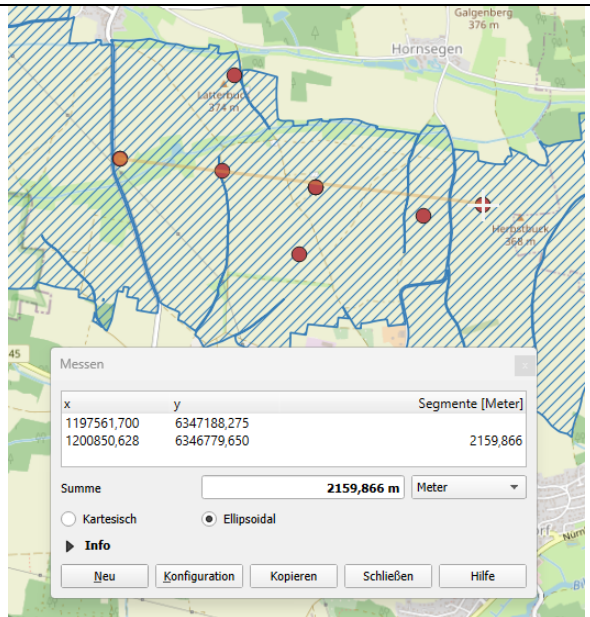 Galgenberg
376 m
Hornsegen
Latterbuck
374 m
Herbstbuck
368 m
45
Messen
x
x y Segmente [Meter]
1197561,700 6347188,275
1200850,628 6346779,650 2159,866
Summe 2159,866 m Meter
Kartesisch Ellipsoidal
Info
Neu Konfiguration Kopieren Schließen Hilfe